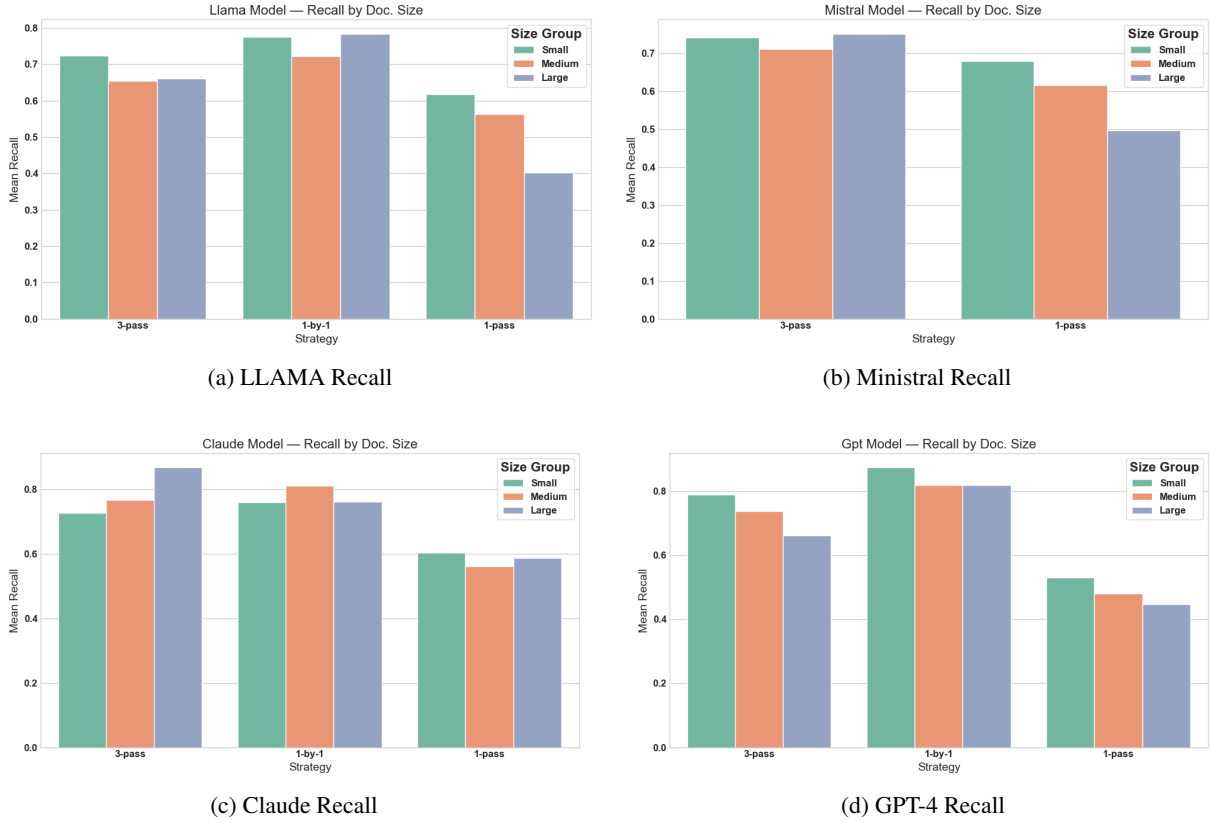 Llama Model — Recall by Doc. Size
Size Group
Small
Medium
Large
0.8
0.7
0.6
0.5
0.4
0.3
0.2
0.1
0.0
Mean Recall
3-pass
1-by-1
1-pass
Strategy
(a) LLAMA Recall
Mistral Model — Recall by Doc. Size
Size Group
Small
Medium
Large
0.7
0.6
0.5
0.4
0.3
0.2
0.1
0.0
Mean Recall
3-pass
1-pass
Strategy
(b) Ministral Recall
Claude Model — Recall by Doc. Size
Size Group
Small
Medium
Large
0.8
0.6
0.4
0.2
0.0
Mean Recall
3-pass
1-by-1
1-pass
Strategy
(c) Claude Recall
Gpt Model — Recall by Doc. Size
Size Group
Small
Medium
Large
0.8
0.6
0.4
0.2
0.0
Mean Recall
3-pass
1-by-1
1-pass
Strategy
(d) GPT-4 Recall